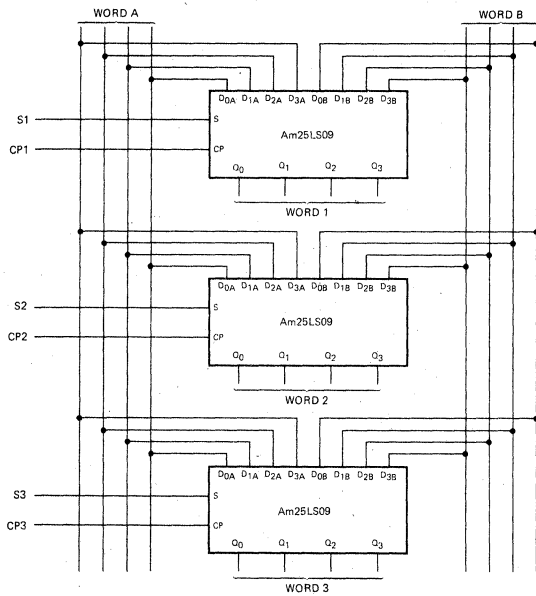 WORD A WORD B
D0A D1A D2A D3A D0B D1B D2B D3B
S1 S
Am25LS09
CP1 CP
Q0 Q1 Q2 Q3
WORD 1
D0A D1A D2A D3A D0B D1B D2B D3B
S2 S
Am25LS09
CP2 CP
Q0 Q1 Q2 Q3
WORD 2
D0A D1A D2A D3A D0B D1B D2B D3B
S3 S
Am25LS09
CP3 CP
Q0 Q1 Q2 Q3
WORD 3